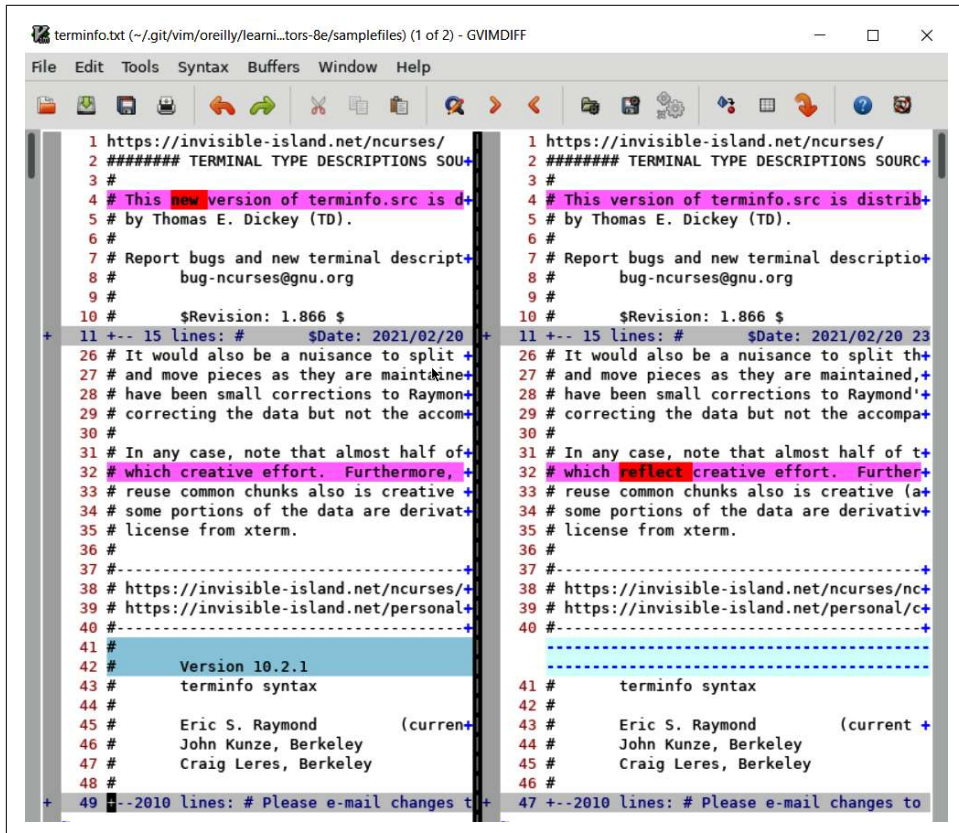 terminfo.txt (~/.git/vim/oreilly/learni...tors-8e/samplefiles) (1 of 2) - GVIMDIFF
File Edit Tools Syntax Buffers Window Help
1 https://invisible-island.net/ncurses/
2 ######## TERMINAL TYPE DESCRIPTIONS SOU+
3 #
4 # This new version of terminfo.src is d+
5 # by Thomas E. Dickey (TD).
6 #
7 # Report bugs and new terminal descript+
8 #       bug-ncurses@gnu.org
9 #
10 #       $Revision: 1.866 $
+ 11 +-- 15 lines: #       $Date: 2021/02/20
26 # It would also be a nuisance to split +
27 # and move pieces as they are maintaine+
28 # have been small corrections to Raymon+
29 # correcting the data but not the accom+
30 #
31 # In any case, note that almost half of+
32 # which creative effort.  Furthermore, +
33 # reuse common chunks also is creative +
34 # some portions of the data are derivat+
35 # license from xterm.
36 #
37 #--------------------------------------+
38 # https://invisible-island.net/ncurses/+
39 # https://invisible-island.net/personal+
40 #--------------------------------------+
41 #
42 #       Version 10.2.1
43 #       terminfo syntax
44 #
45 #       Eric S. Raymond         (curren+
46 #       John Kunze, Berkeley
47 #       Craig Leres, Berkeley
48 #
+ 49 +--2010 lines: # Please e-mail changes t
1 https://invisible-island.net/ncurses/
2 ######## TERMINAL TYPE DESCRIPTIONS SOURC+
3 #
4 # This version of terminfo.src is distrib+
5 # by Thomas E. Dickey (TD).
6 #
7 # Report bugs and new terminal descriptio+
8 #       bug-ncurses@gnu.org
9 #
10 #       $Revision: 1.866 $
+ 11 +-- 15 lines: #       $Date: 2021/02/20 23
26 # It would also be a nuisance to split th+
27 # and move pieces as they are maintained,+
28 # have been small corrections to Raymond'+
29 # correcting the data but not the accompa+
30 #
31 # In any case, note that almost half of t+
32 # which reflect creative effort.  Further+
33 # reuse common chunks also is creative (a+
34 # some portions of the data are derivativ+
35 # license from xterm.
36 #
37 #----------------------------------------+
38 # https://invisible-island.net/ncurses/nc+
39 # https://invisible-island.net/personal/c+
40 #----------------------------------------+
------------------------------------------
------------------------------------------
41 #       terminfo syntax
42 #
43 #       Eric S. Raymond         (current +
44 #       John Kunze, Berkeley
45 #       Craig Leres, Berkeley
46 #
+ 47 +--2010 lines: # Please e-mail changes to